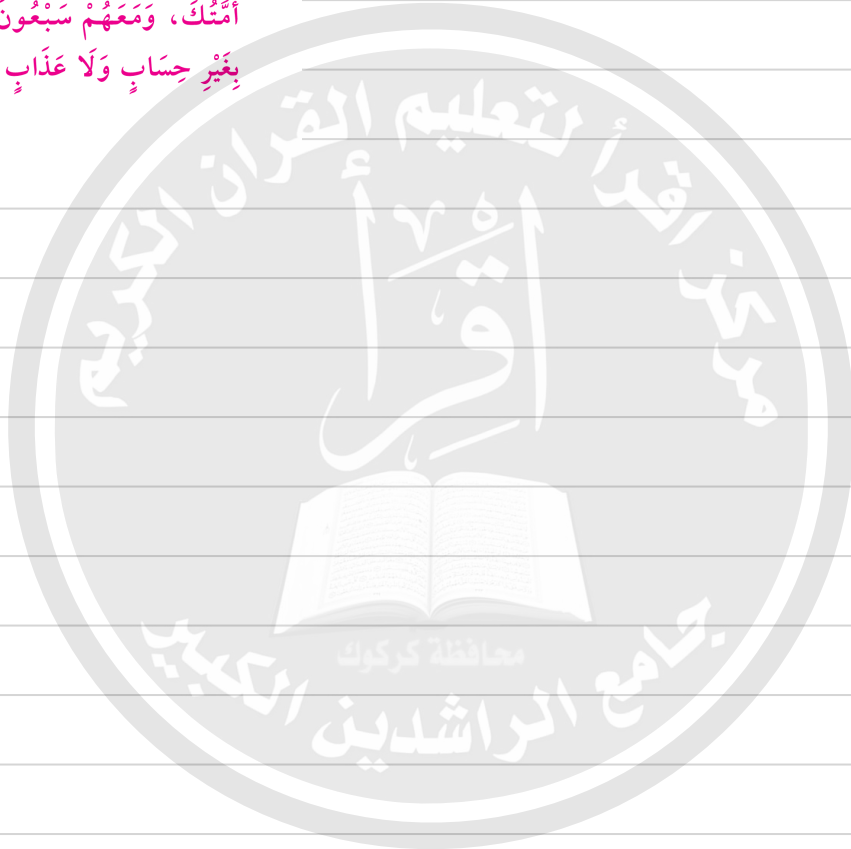 أُمَّتُكَ، وَمَعَهُمْ سَبْعُونَ
بِغَيْرِ حِسَابٍ وَلَا عَذَابٍ
مركز اقرأ لتعليم القرآن الكريم
اقرأ
محافظة كركوك
جامع الراشدين الكبير